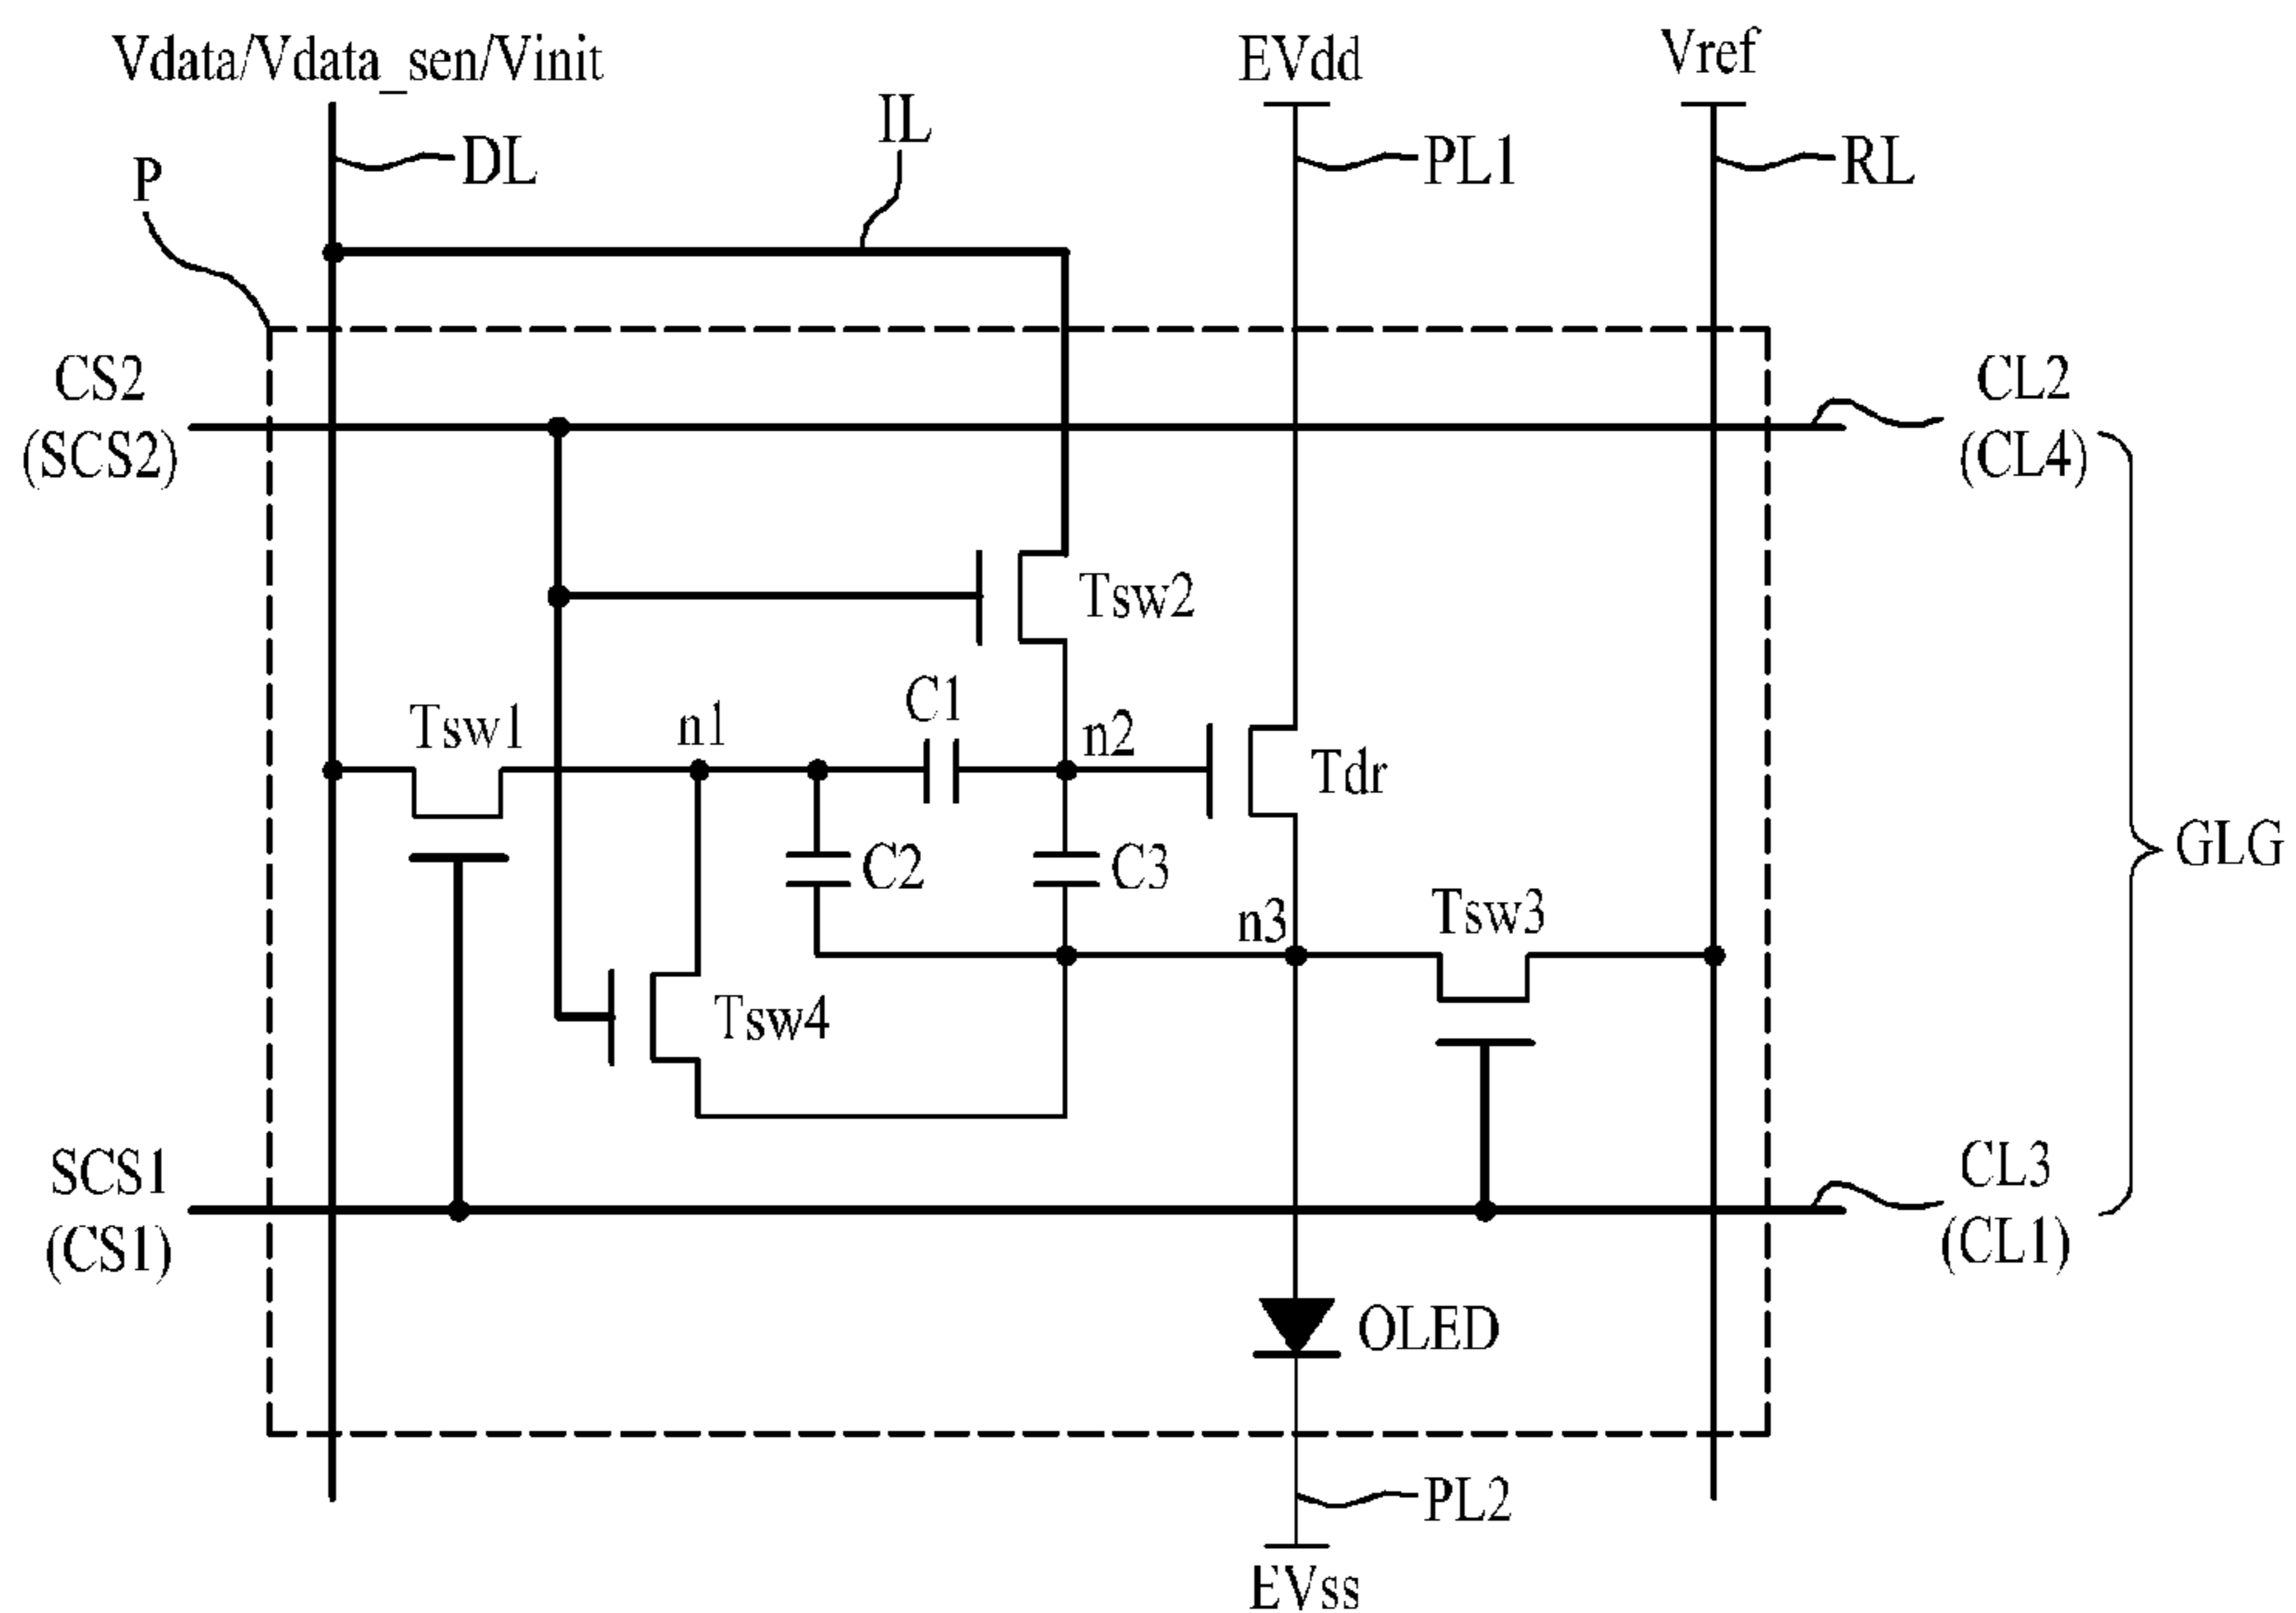 Vdata/Vdata_sen/Vinit
EVdd
Vref
IL
DL
PL1
RL
P
CS2
(SCS2)
CL2
(CL4)
Tsw2
C1
Tsw1
n1
n2
Tdr
C2
C3
GLG
n3
Tsw3
Tsw4
SCS1
(CS1)
CL3
(CL1)
OLED
PL2
EVss